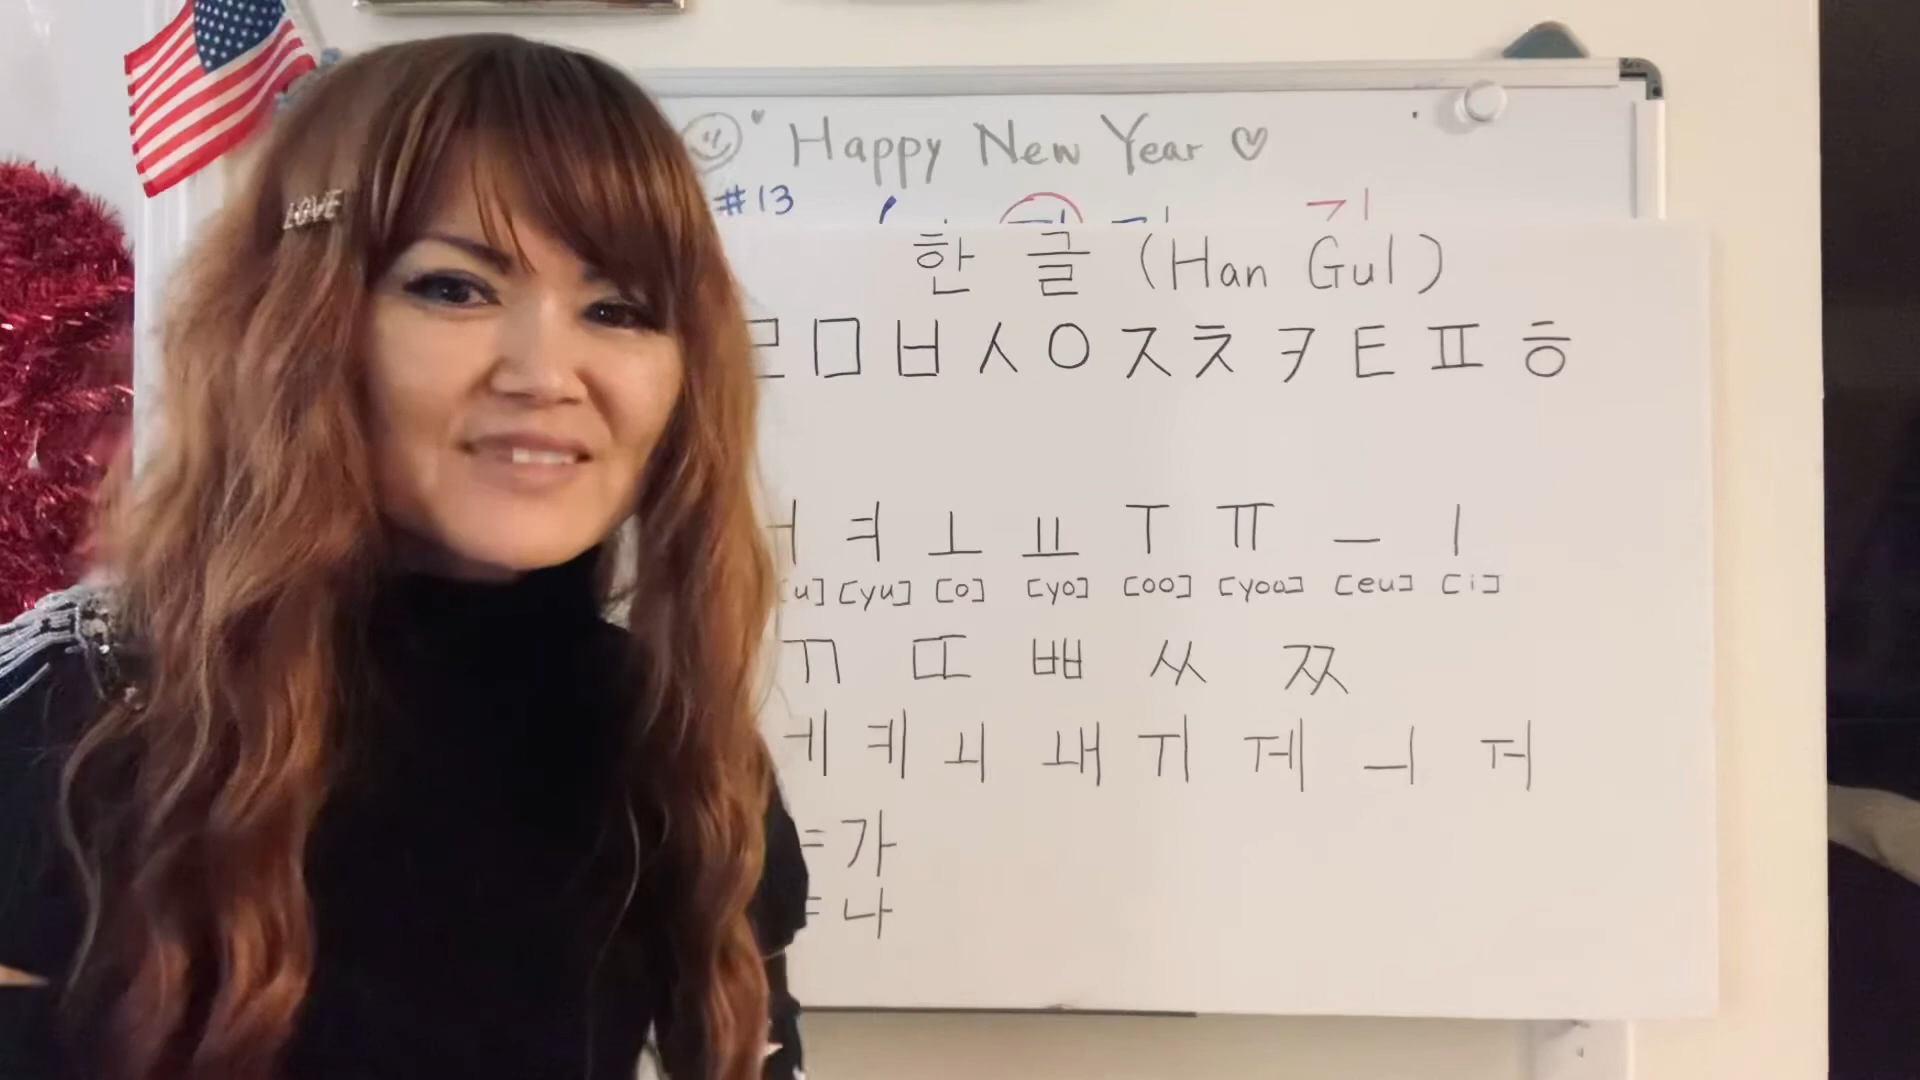 LOVE
Happy New Year
#13
한글 (Han Gul)
ㄹ ㅁ ㅂ ㅅ ㅇ ㅈ ㅊ ㅋ ㅌ ㅍ ㅎ
ㅓ ㅕ ㅗ ㅛ ㅜ ㅠ ㅡ ㅣ
[u] [yu] [o] [yo] [oo] [yoo] [eu] [i]
ㄲ ㄸ ㅃ ㅆ ㅉ
ㅔ ㅖ ㅚ ㅙ ㅟ ㅞ ㅢ ㅝ
= 가
= 나